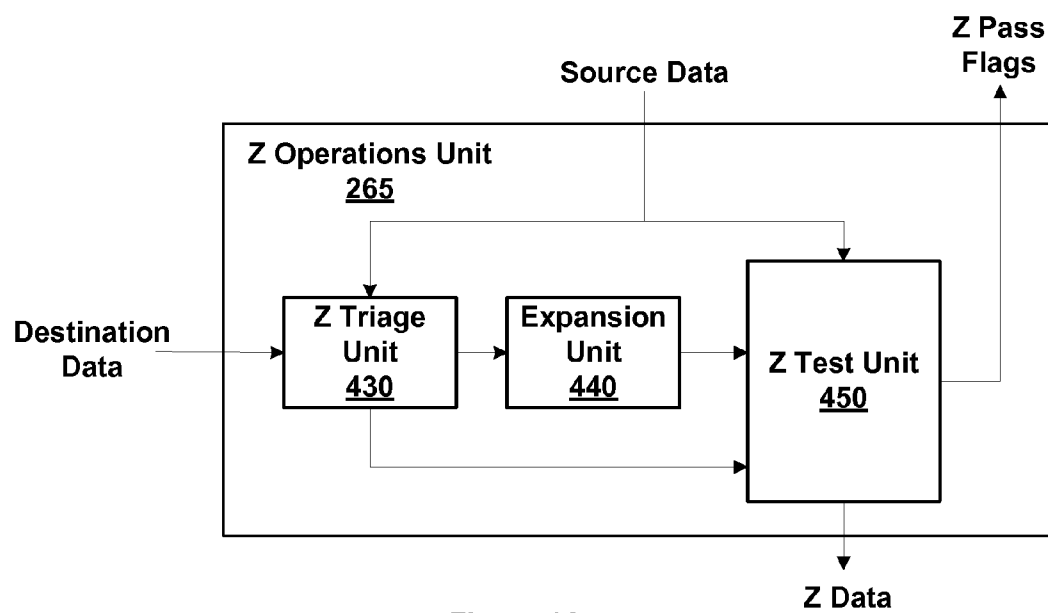 Z Pass
Flags
Source Data
Z Operations Unit
265
Destination
Data
Z Triage
Unit
430
Expansion
Unit
440
Z Test Unit
450
Z Data